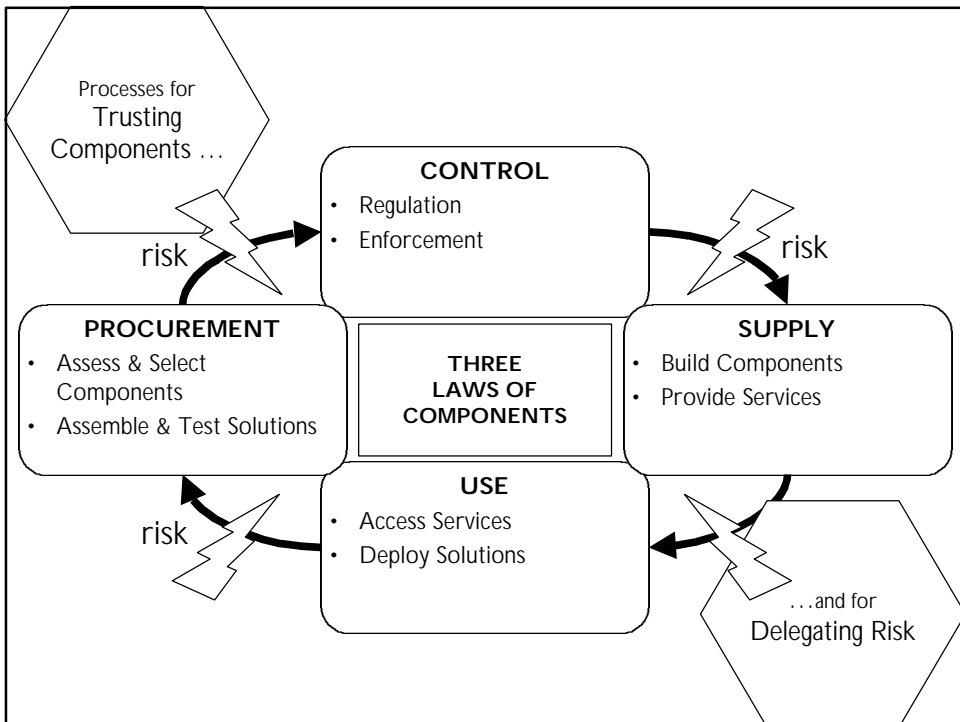 Processes for
Trusting
Components …
CONTROL
• Regulation
• Enforcement
risk
risk
PROCUREMENT
• Assess & Select
Components
• Assemble & Test Solutions
THREE
LAWS OF
COMPONENTS
SUPPLY
• Build Components
• Provide Services
USE
• Access Services
• Deploy Solutions
risk
…and for
Delegating Risk